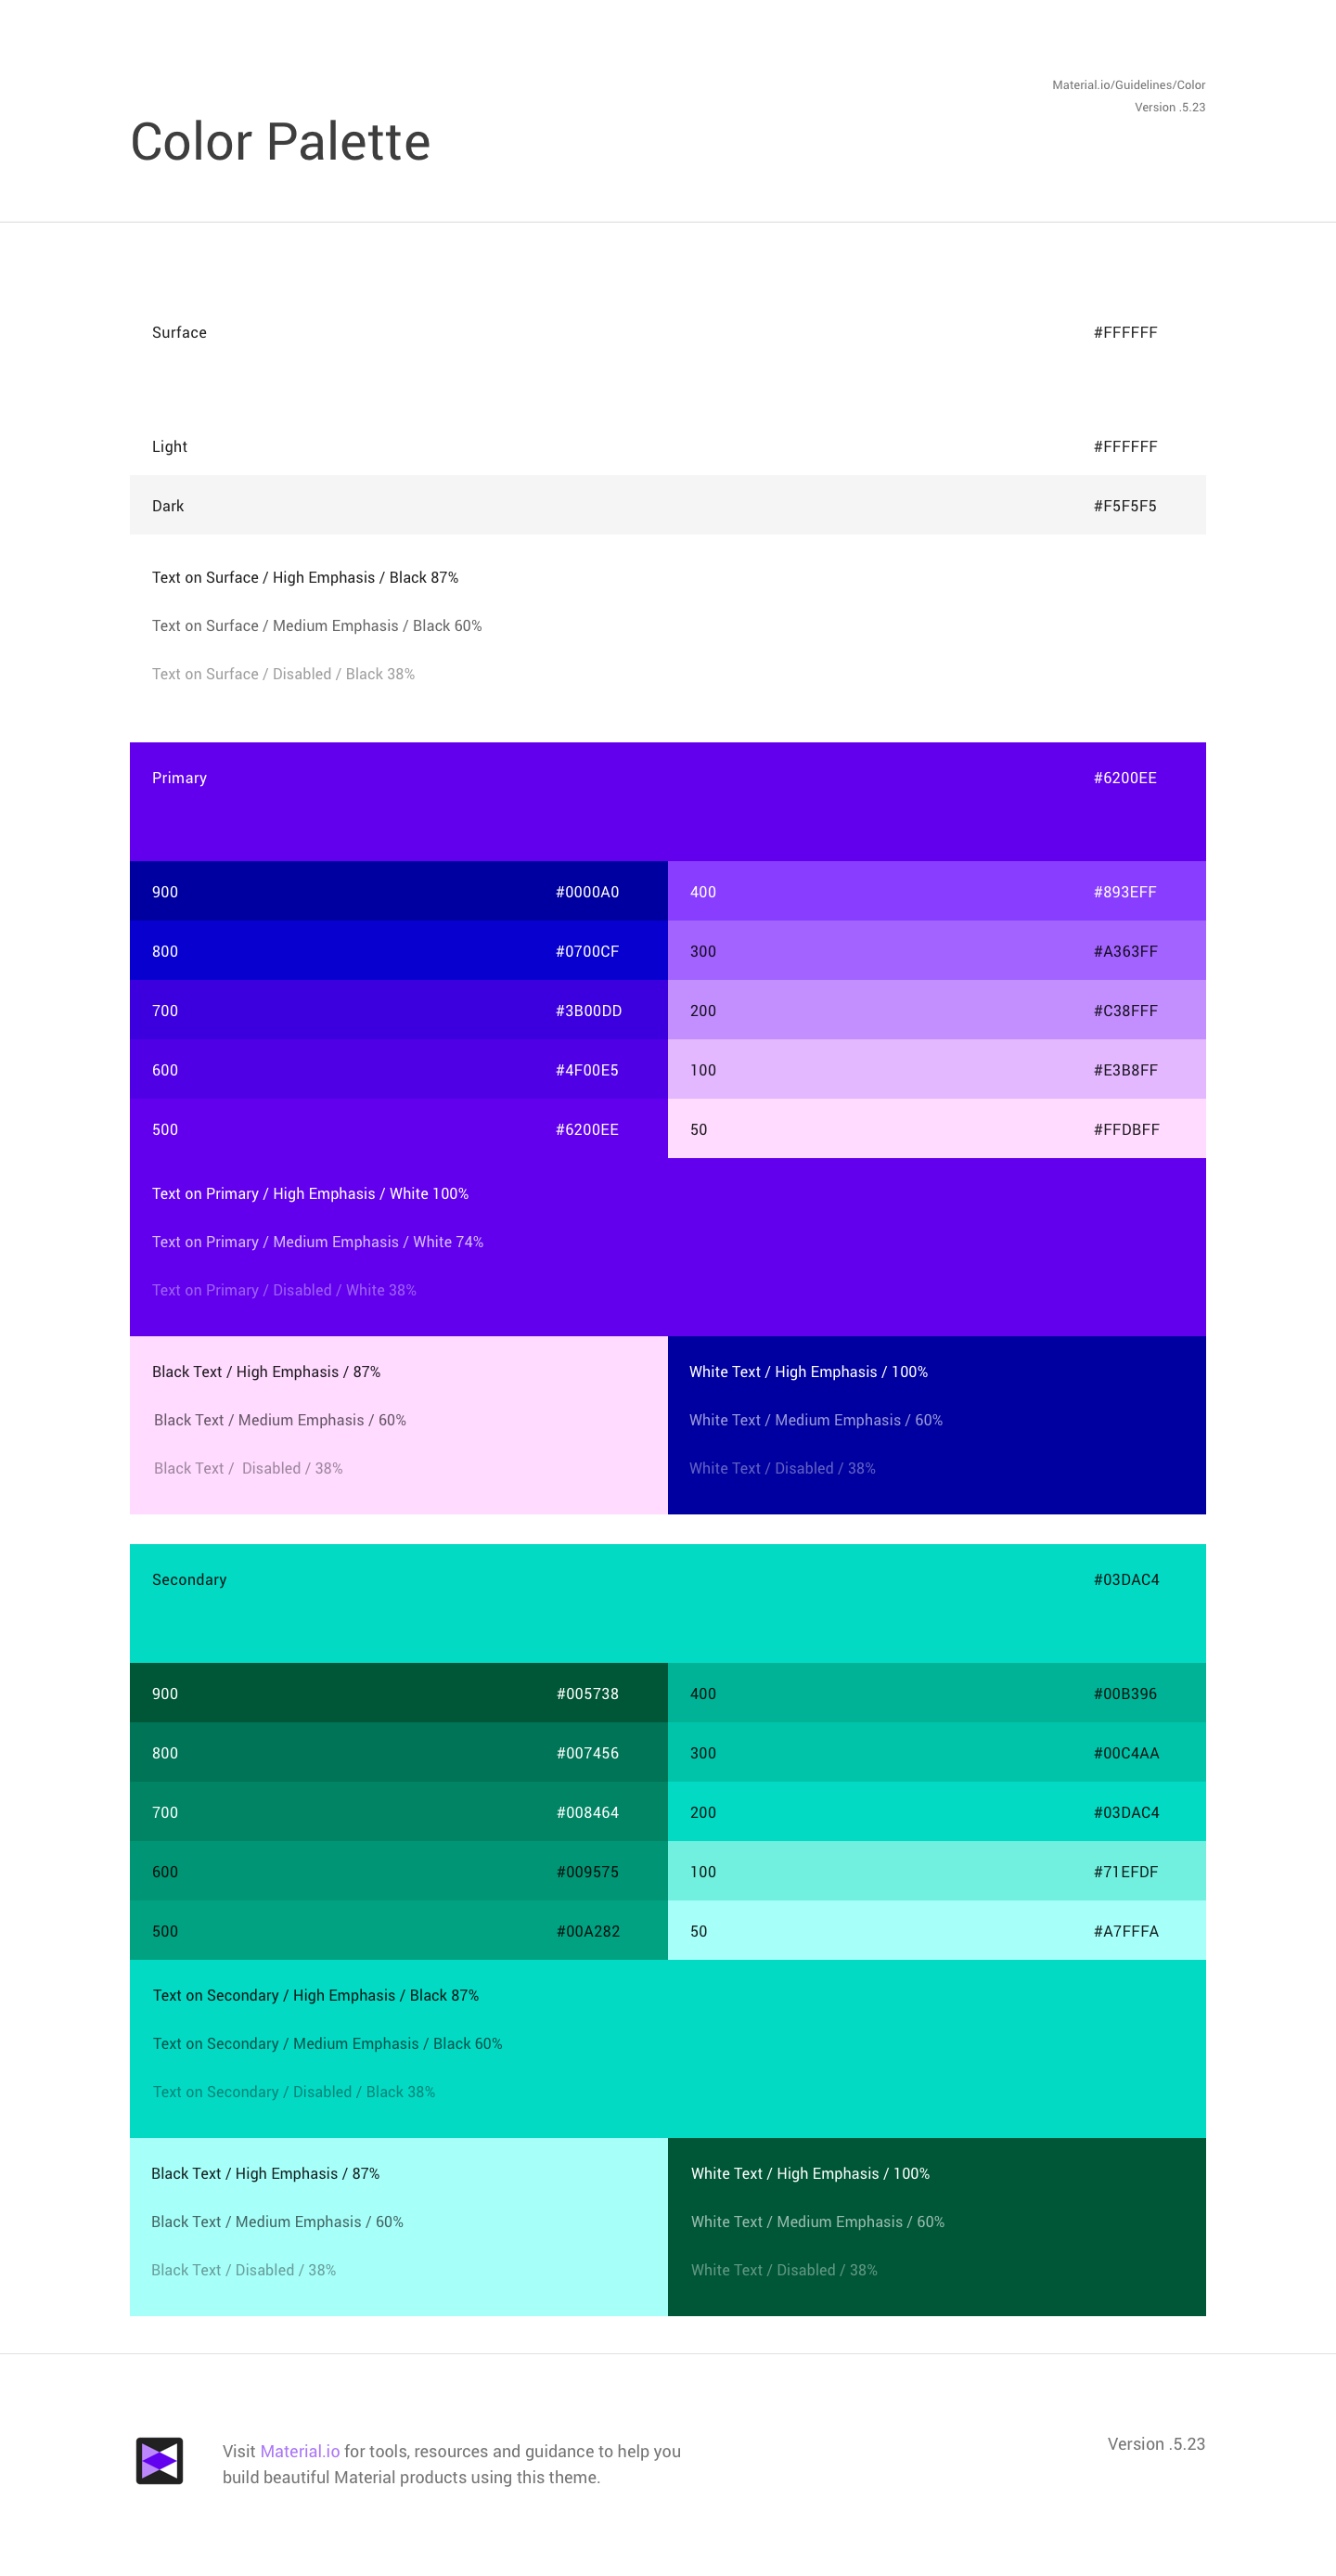 Material.io/Guidelines/Color
Version .5.23
Color Palette
Surface #FFFFFF
Light #FFFFFF
Dark #F5F5F5
Text on Surface / High Emphasis / Black 87%
Text on Surface / Medium Emphasis / Black 60%
Text on Surface / Disabled / Black 38%
Primary #6200EE
900 #0000A0 400 #893EFF
800 #0700CF 300 #A363FF
700 #3B00DD 200 #C38FFF
600 #4F00E5 100 #E3B8FF
500 #6200EE 50 #FFDBFF
Text on Primary / High Emphasis / White 100%
Text on Primary / Medium Emphasis / White 74%
Text on Primary / Disabled / White 38%
Black Text / High Emphasis / 87% White Text / High Emphasis / 100%
Black Text / Medium Emphasis / 60% White Text / Medium Emphasis / 60%
Black Text /  Disabled / 38% White Text / Disabled / 38%
Secondary #03DAC4
900 #005738 400 #00B396
800 #007456 300 #00C4AA
700 #008464 200 #03DAC4
600 #009575 100 #71EFDF
500 #00A282 50 #A7FFFA
Text on Secondary / High Emphasis / Black 87%
Text on Secondary / Medium Emphasis / Black 60%
Text on Secondary / Disabled / Black 38%
Black Text / High Emphasis / 87% White Text / High Emphasis / 100%
Black Text / Medium Emphasis / 60% White Text / Medium Emphasis / 60%
Black Text / Disabled / 38% White Text / Disabled / 38%
Visit Material.io for tools, resources and guidance to help you Version .5.23
build beautiful Material products using this theme.